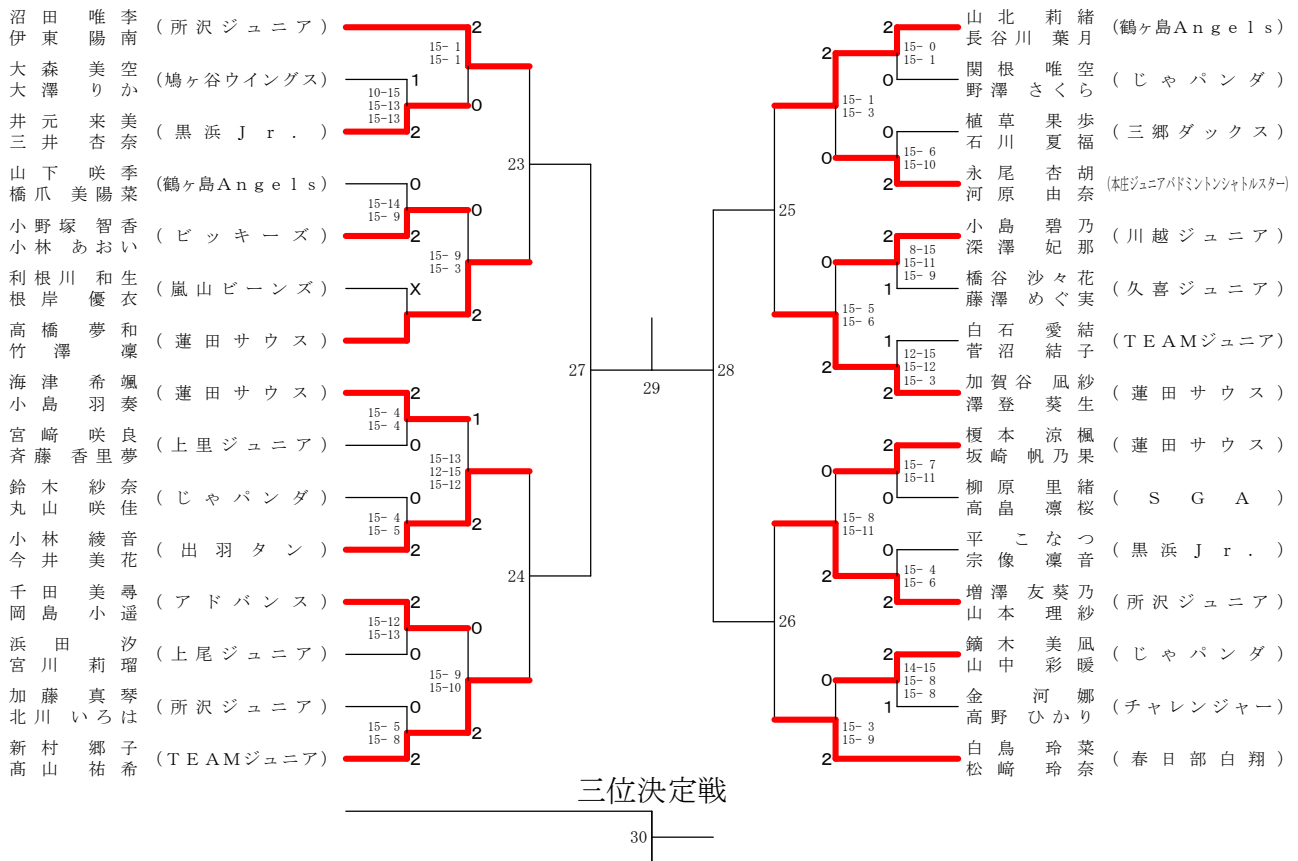 沼田 唯李
伊東 陽南
(所沢ジュニア)
2
15- 1
15- 1
大森 美空
大澤 りか
(鳩ヶ谷ウイングス)
1
10-15
15-13
15-13
0
井元 来美
三井 杏奈
(黒浜Jr.)
2
23
山下 咲季
橋爪 美陽菜
(鶴ヶ島Angels)
0
15-14
15- 9
0
小野塚 智香
小林 あおい
(ビッキーズ)
2
15- 9
15- 3
利根川 和生
根岸 優衣
(嵐山ビーンズ)
X
2
高橋 夢和
竹澤 凜
(蓮田サウス)
27
海津 希颯
小島 羽奏
(蓮田サウス)
2
15- 4
15- 4
1
宮﨑 咲良
斉藤 香里夢
(上里ジュニア)
0
15-13
12-15
15-12
鈴木 紗奈
丸山 咲佳
(じゃパンダ)
0
15- 4
15- 5
2
小林 綾音
今井 美花
(出羽タン)
2
24
千田 美尋
岡島 小遥
(アドバンス)
2
15-12
15-13
0
浜田 汐
宮川 莉瑠
(上尾ジュニア)
0
15- 9
15-10
加藤 真琴
北川 いろは
(所沢ジュニア)
0
15- 5
15- 8
2
新村 郷子
髙山 祐希
(TEAMジュニア)
2
29
28
山北 莉緒
長谷川 葉月
(鶴ヶ島Angels)
2
15- 0
15- 1
2
関根 唯空
野澤 さくら
(じゃパンダ)
0
15- 1
15- 3
植草 果歩
石川 夏福
(三郷ダックス)
0
15- 6
15-10
0
永尾 杏胡
河原 由奈
(本庄ジュニアバドミントンシャトルスター)
2
25
小島 碧乃
深澤 妃那
(川越ジュニア)
2
8-15
15-11
15- 9
0
橋谷 沙々花
藤澤 めぐ実
(久喜ジュニア)
1
15- 5
15- 6
白石 愛結
菅沼 結子
(TEAMジュニア)
1
12-15
15-12
15- 3
2
加賀谷 凪紗
澤登 葵生
(蓮田サウス)
2
榎本 涼楓
坂崎 帆乃果
(蓮田サウス)
2
15- 7
15-11
0
柳原 里緒
高畠 凛桜
(SGA)
0
15- 8
15-11
平 こなつ
宗像 凜音
(黒浜Jr.)
0
15- 4
15- 6
2
増澤 友葵乃
山本 理紗
(所沢ジュニア)
2
26
鏑木 美凪
山中 彩暖
(じゃパンダ)
2
14-15
15- 8
15- 8
0
金 河娜
高野 ひかり
(チャレンジャー)
1
15- 3
15- 9
白鳥 玲菜
松﨑 玲奈
(春日部白翔)
2
三位決定戦
30